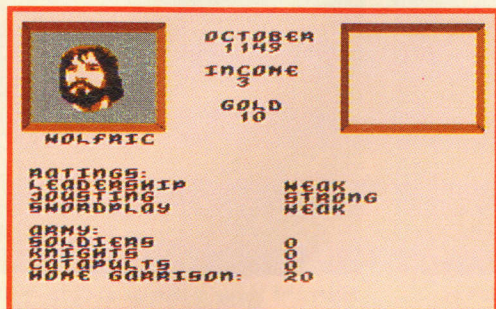 OCTOBER
1149
INCOME
3
GOLD
10
WOLFRIC
RATINGS:
LEADERSHIP WEAK
JOUSTING STRONG
SWORDPLAY WEAK
ARMY:
SOLDIERS 0
KNIGHTS 0
CATAPULTS 0
HOME GARRISON: 20